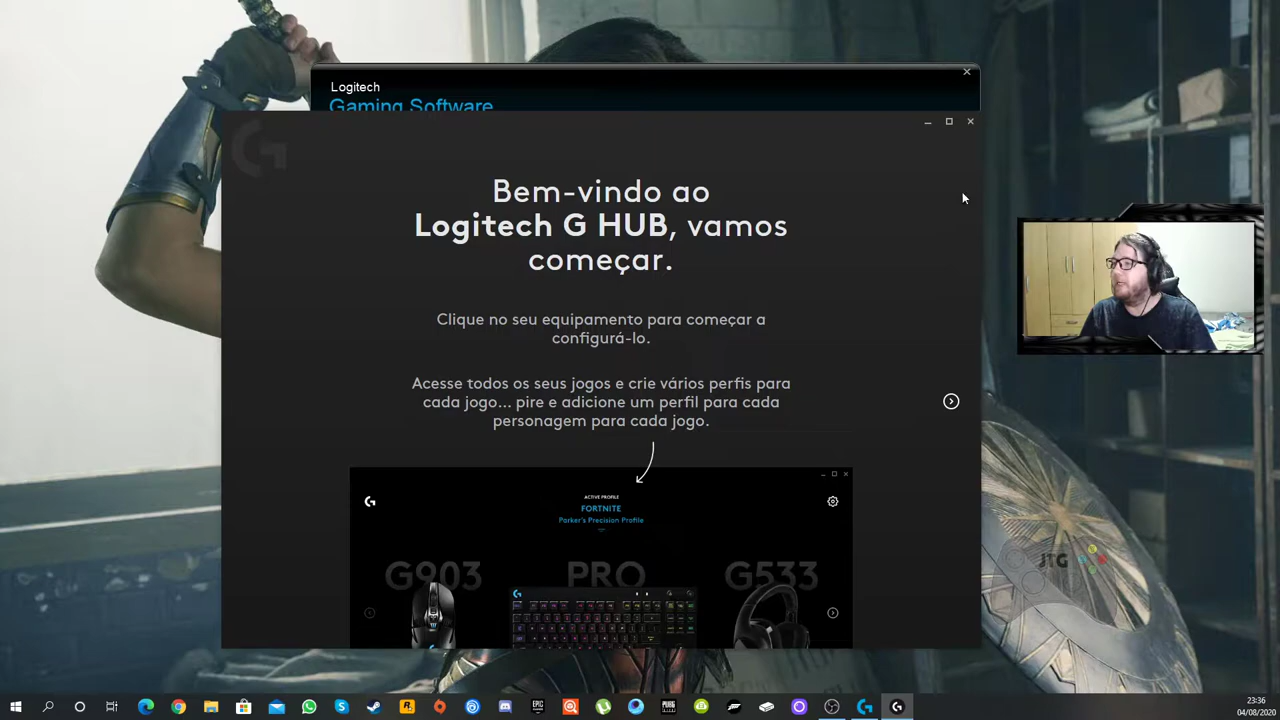 Logitech
Gaming Software
Bem-vindo ao
Logitech G HUB, vamos
começar.
Clique no seu equipamento para começar a
configurá-lo.
Acesse todos os seus jogos e crie vários perfis para
cada jogo... pire e adicione um perfil para cada
personagem para cada jogo.
ACTIVE PROFILE
FORTNITE
Parker's Precision Profile
G903 PRO G533
JTG
23:36
04/08/2020